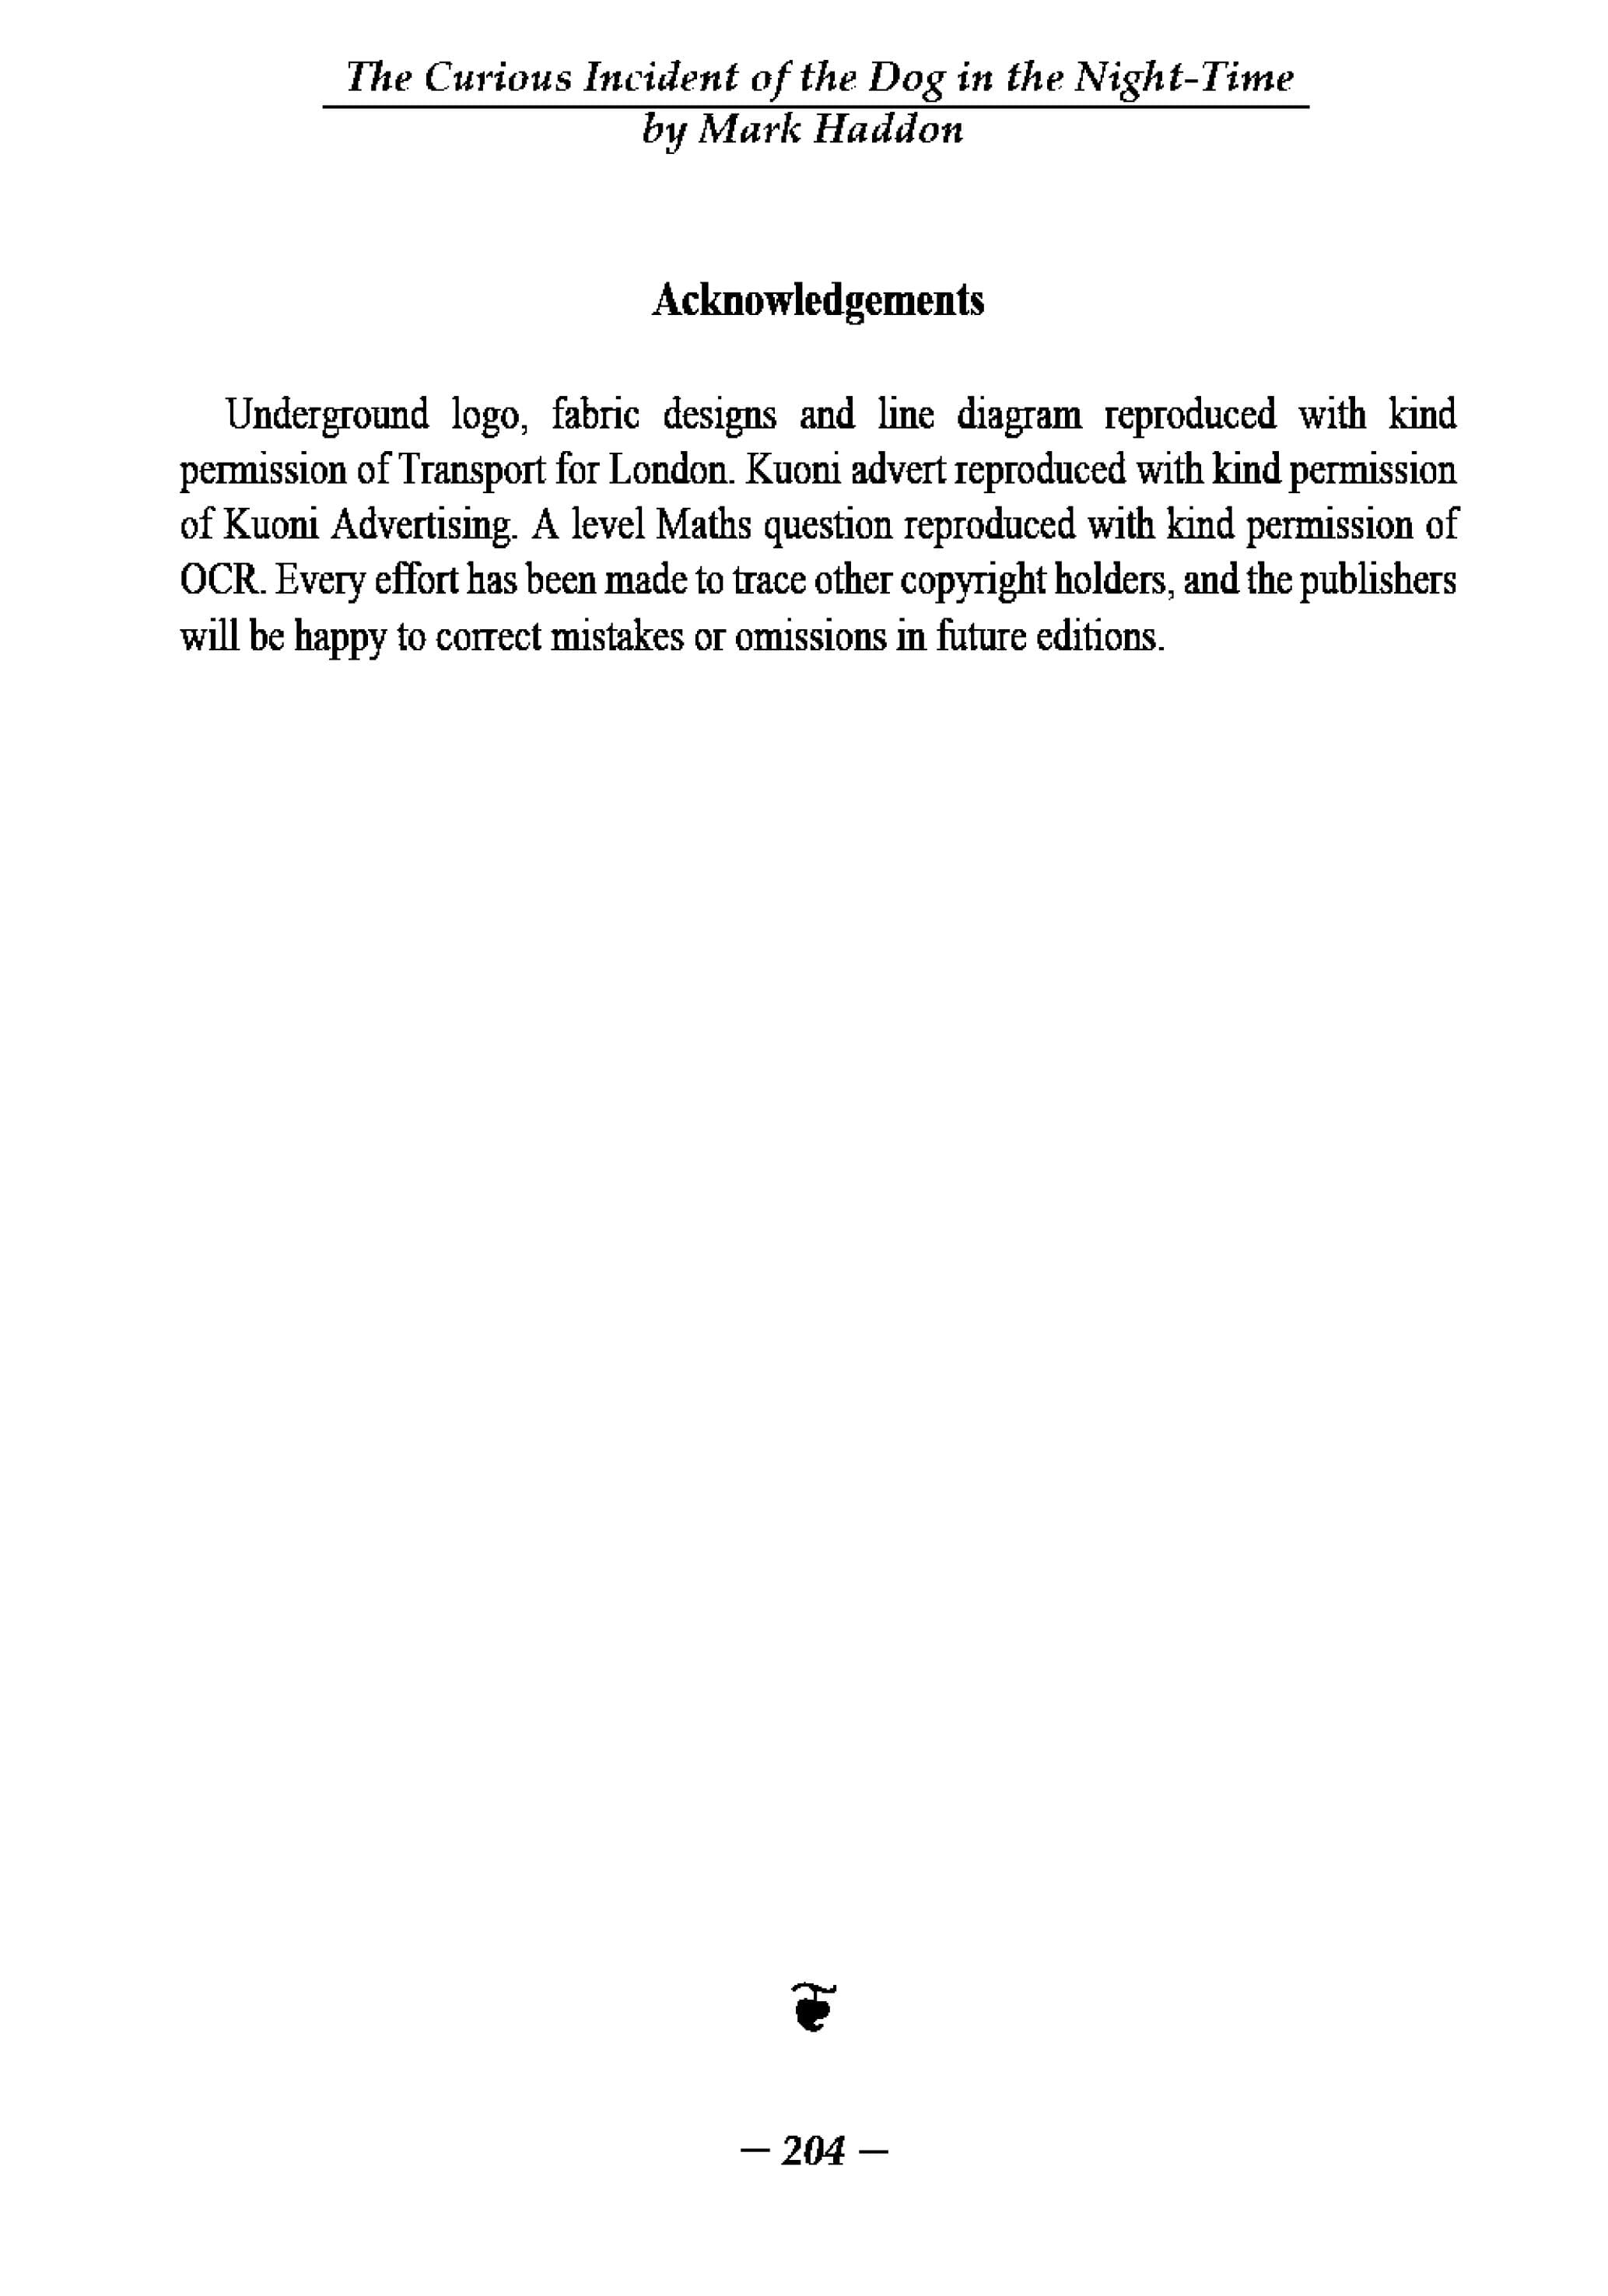 The Curious Incident of the Dog in the Night-Time
by Mark Haddon
Acknowledgements
Underground logo, fabric designs and line diagram reproduced with kind
permission of Transport for London. Kuoni advert reproduced with kind permission
of Kuoni Advertising. A level Maths question reproduced with kind permission of
OCR. Every effort has been made to trace other copyright holders, and the publishers
will be happy to correct mistakes or omissions in future editions.
— 204 —